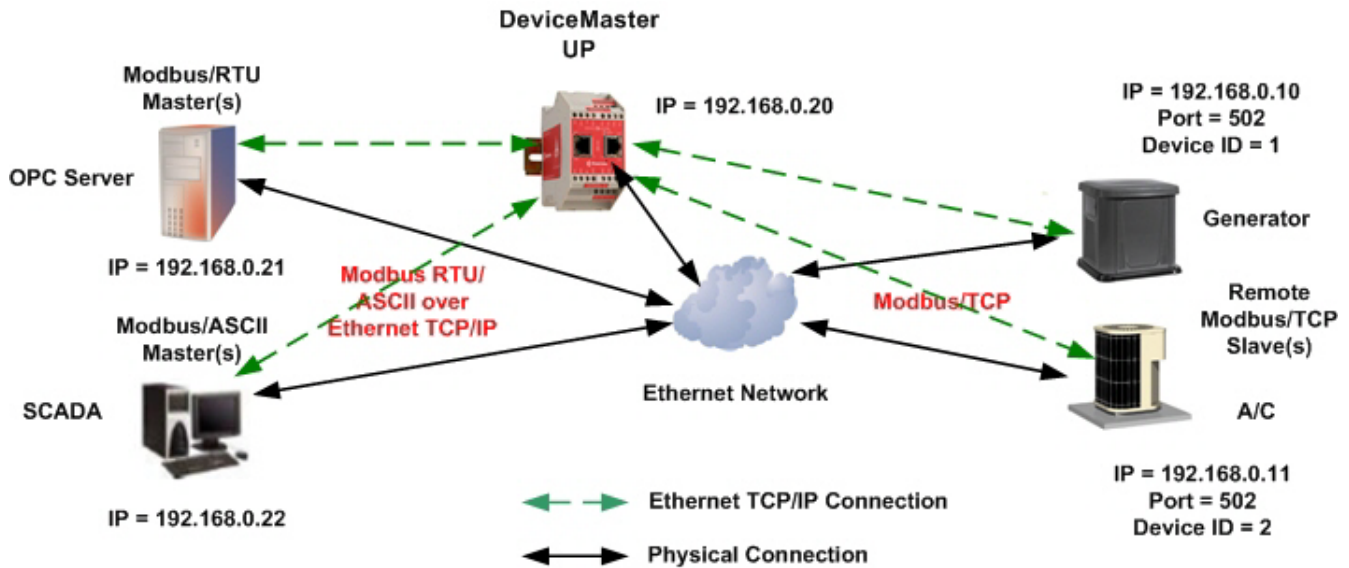 DeviceMaster
UP
Modbus/RTU
Master(s)
IP = 192.168.0.20
IP = 192.168.0.10
Port = 502
Device ID = 1
OPC Server
Generator
IP = 192.168.0.21
Modbus RTU/
ASCII over
Ethernet TCP/IP
Modbus/TCP
Remote
Modbus/TCP
Slave(s)
Modbus/ASCII
Master(s)
Ethernet Network
SCADA
A/C
IP = 192.168.0.11
Port = 502
Device ID = 2
IP = 192.168.0.22
Ethernet TCP/IP Connection
Physical Connection